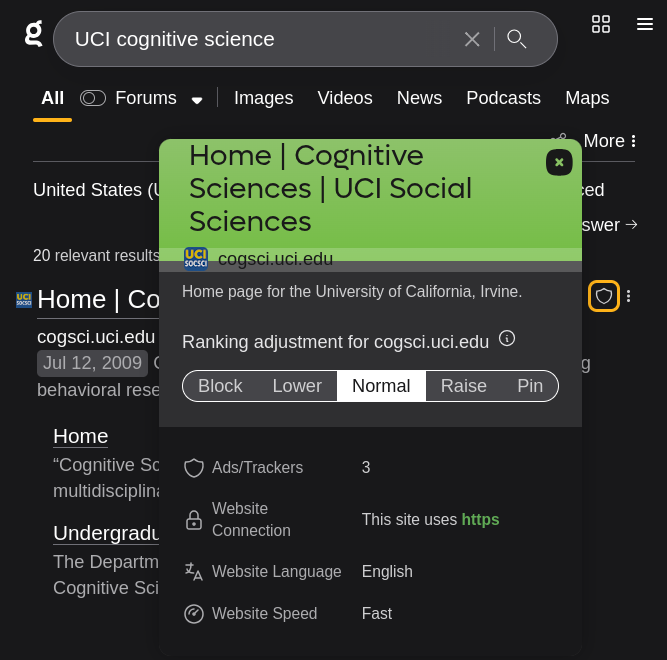 UCI cognitive science
All Forums Images Videos News Podcasts Maps
More
Home | Cognitive
Sciences | UCI Social
Sciences
cogsci.uci.edu
Home page for the University of California, Irvine.
Ranking adjustment for cogsci.uci.edu
Block Lower Normal Raise Pin
Ads/Trackers 3
Website
Connection
This site uses https
Website Language English
Website Speed Fast
United States (U
20 relevant results
UCI
SOCSCI
Home | Co
cogsci.uci.edu
Jul 12, 2009
behavioral rese
Home
“Cognitive Sc
multidisciplina
Undergradu
The Departm
Cognitive Sci